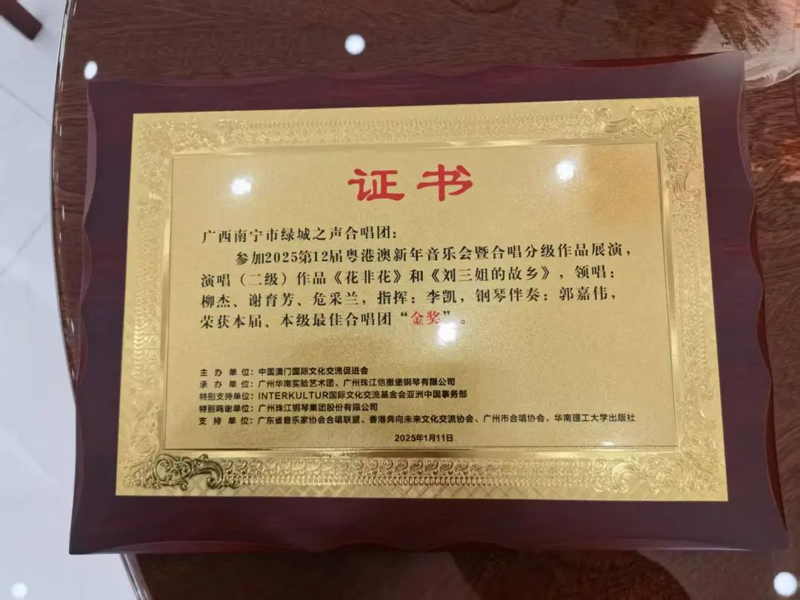 证书
广西南宁市绿城之声合唱团：
参加2025第12届粤港澳新年音乐会暨合唱分级作品展演，
演唱（二级）作品《花非花》和《刘三姐的故乡》，领唱：
柳杰、谢育芳、危采兰，指挥：李凯，钢琴伴奏：郭嘉伟，
荣获本届、本级最佳合唱团“金奖”。
主办单位：中国澳门国际文化交流促进会
承办单位：广州华南实验艺术团、广州珠江恺撒堡钢琴有限公司
特别支持单位：INTERKULTUR国际文化交流基金会亚洲中国事务部
特别鸣谢单位：广州珠江钢琴集团股份有限公司
支持单位：广东省音乐家协会合唱联盟、香港奔向未来文化交流协会、广州市合唱协会、华南理工大学出版社
2025年1月11日